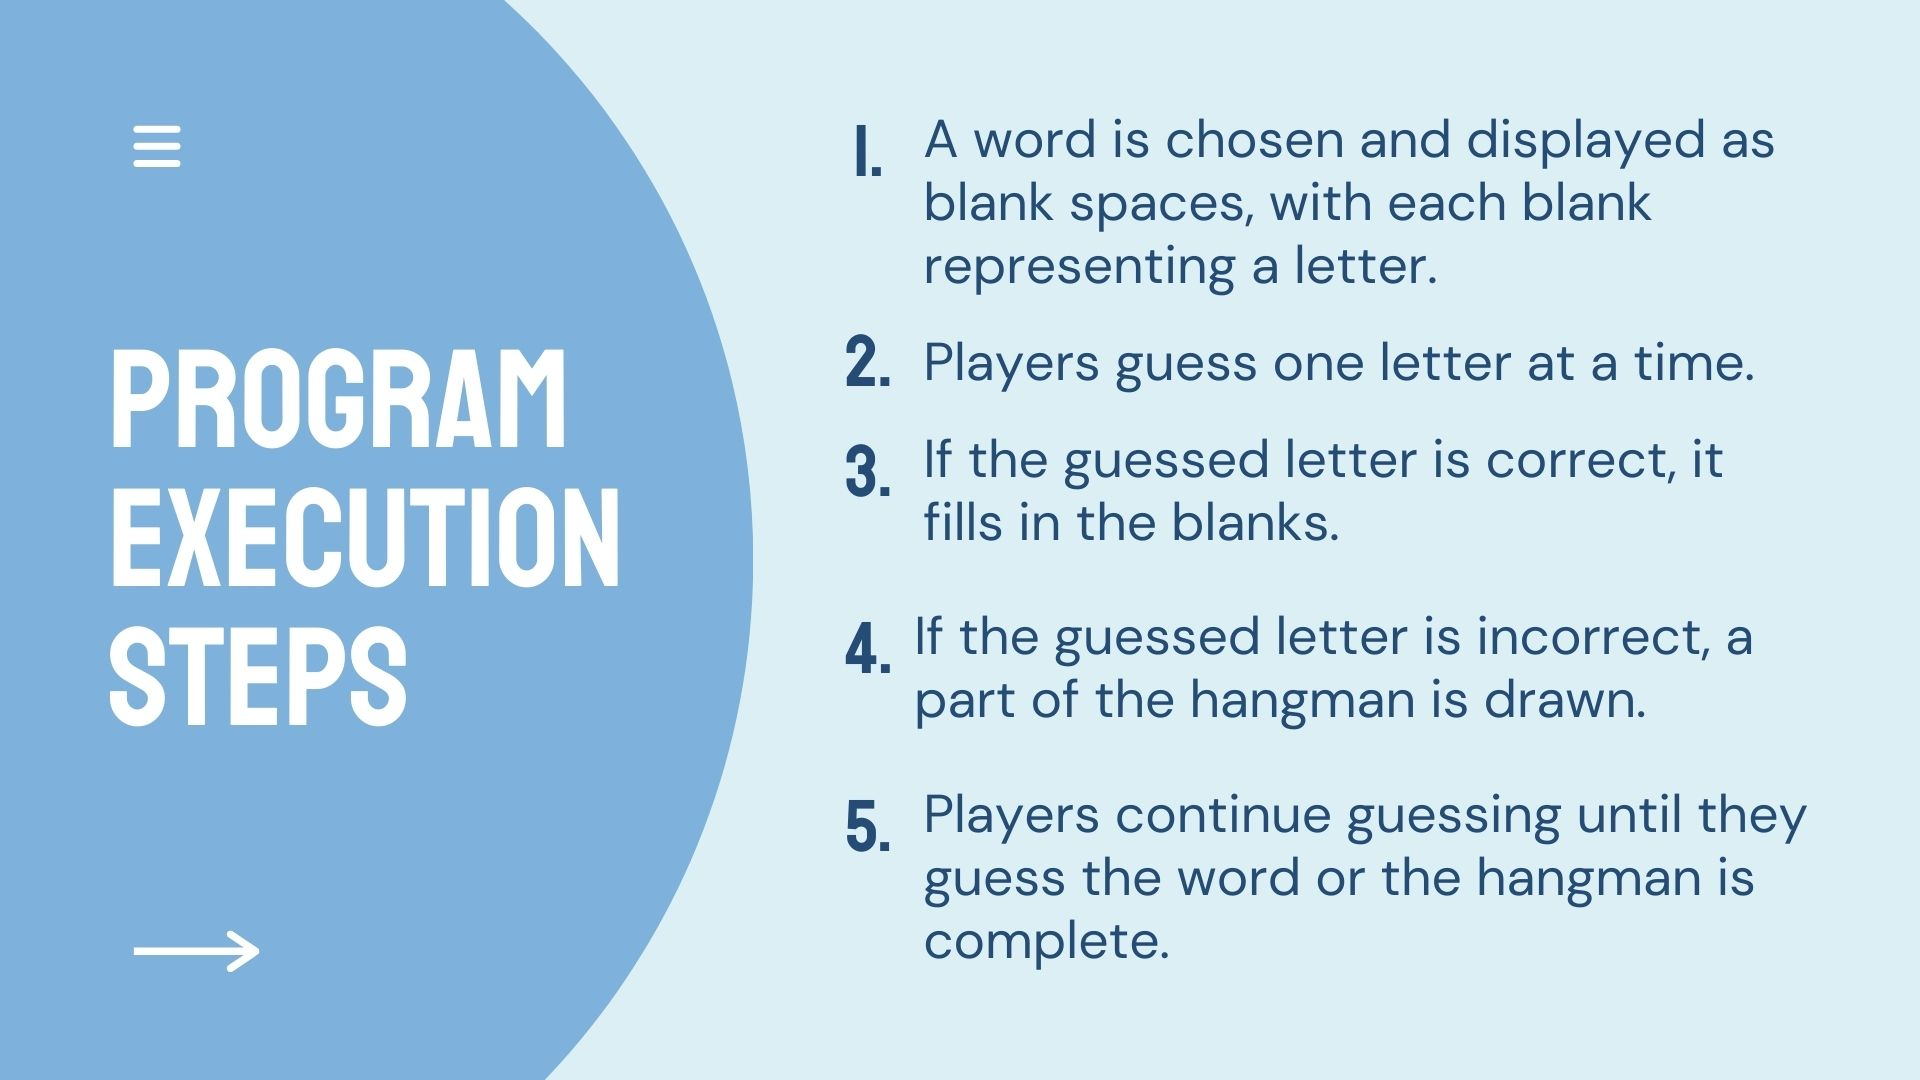 PROGRAM
EXECUTION
STEPS
1. A word is chosen and displayed as
blank spaces, with each blank
representing a letter.
2. Players guess one letter at a time.
3. If the guessed letter is correct, it
fills in the blanks.
4. If the guessed letter is incorrect, a
part of the hangman is drawn.
5. Players continue guessing until they
guess the word or the hangman is
complete.